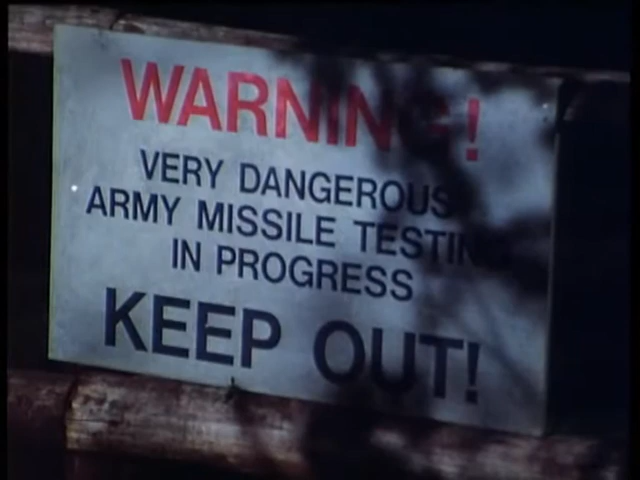 WARNING!
VERY DANGEROUS
ARMY MISSILE TESTING
IN PROGRESS
KEEP OUT!